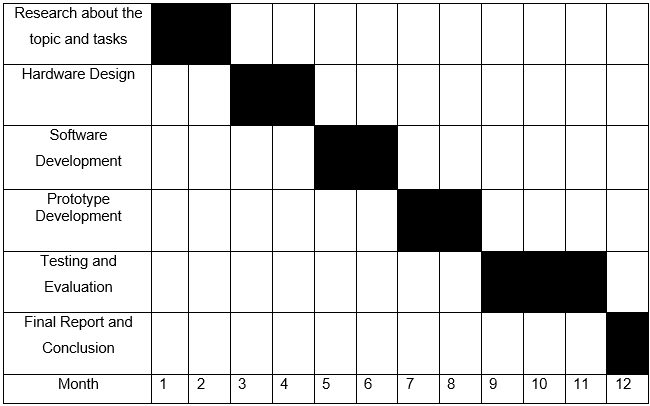 Research about the
topic and tasks
Hardware Design
Software
Development
Prototype
Development
Testing and
Evaluation
Final Report and
Conclusion
Month 1 2 3 4 5 6 7 8 9 10 11 12